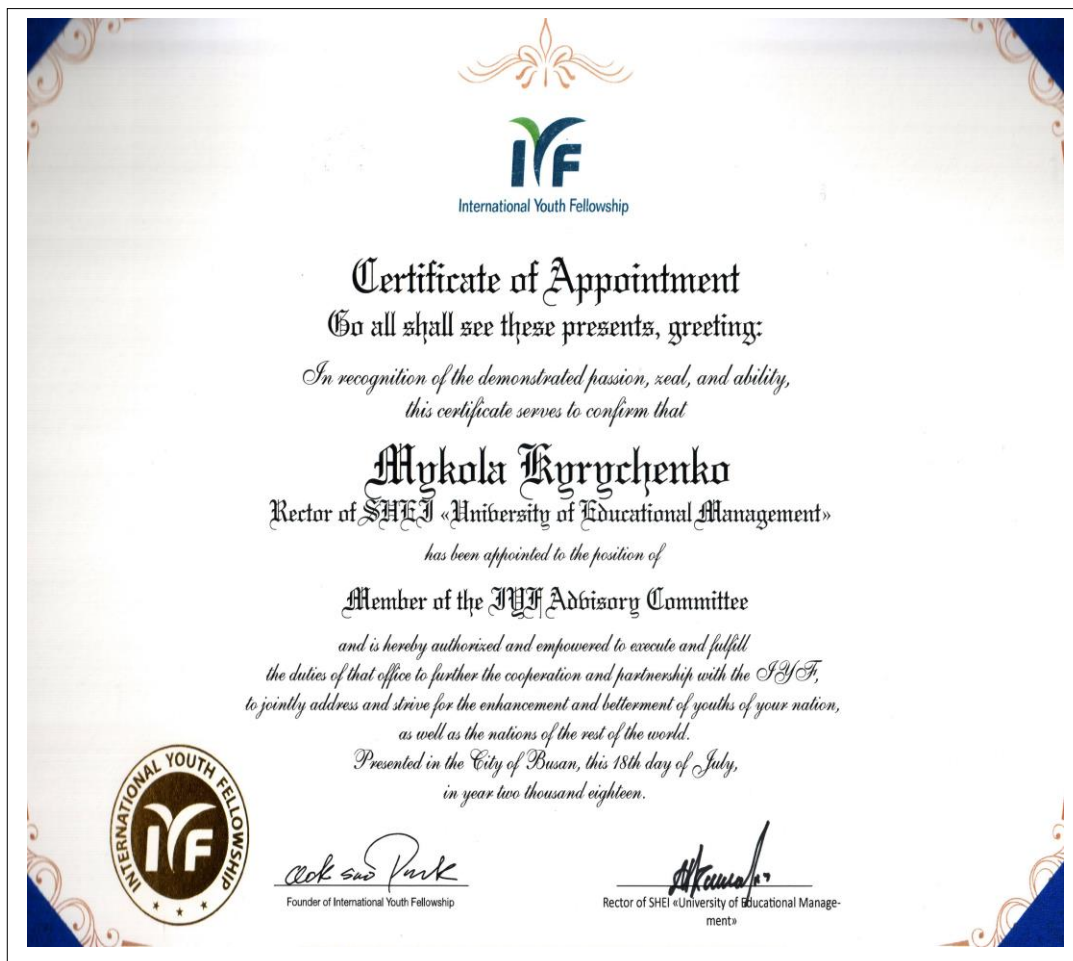 IYF
International Youth Fellowship
Certificate of Appointment
Go all shall see these presents, greeting:
In recognition of the demonstrated passion, zeal, and ability,
this certificate serves to confirm that
Mykola Kyrychenko
Rector of SHEI «University of Educational Management»
has been appointed to the position of
Member of the IYF Advisory Committee
and is hereby authorized and empowered to execute and fulfill
the duties of that office to further the cooperation and partnership with the IYF,
to jointly address and strive for the enhancement and betterment of youths of your nation,
as well as the nations of the rest of the world.
Presented in the City of Busan, this 18th day of July,
in year two thousand eighteen.
INTERNATIONAL YOUTH FELLOWSHIP
IYF
Park
Founder of International Youth Fellowship
Rector of SHEI «University of Educational Manage-
ment»